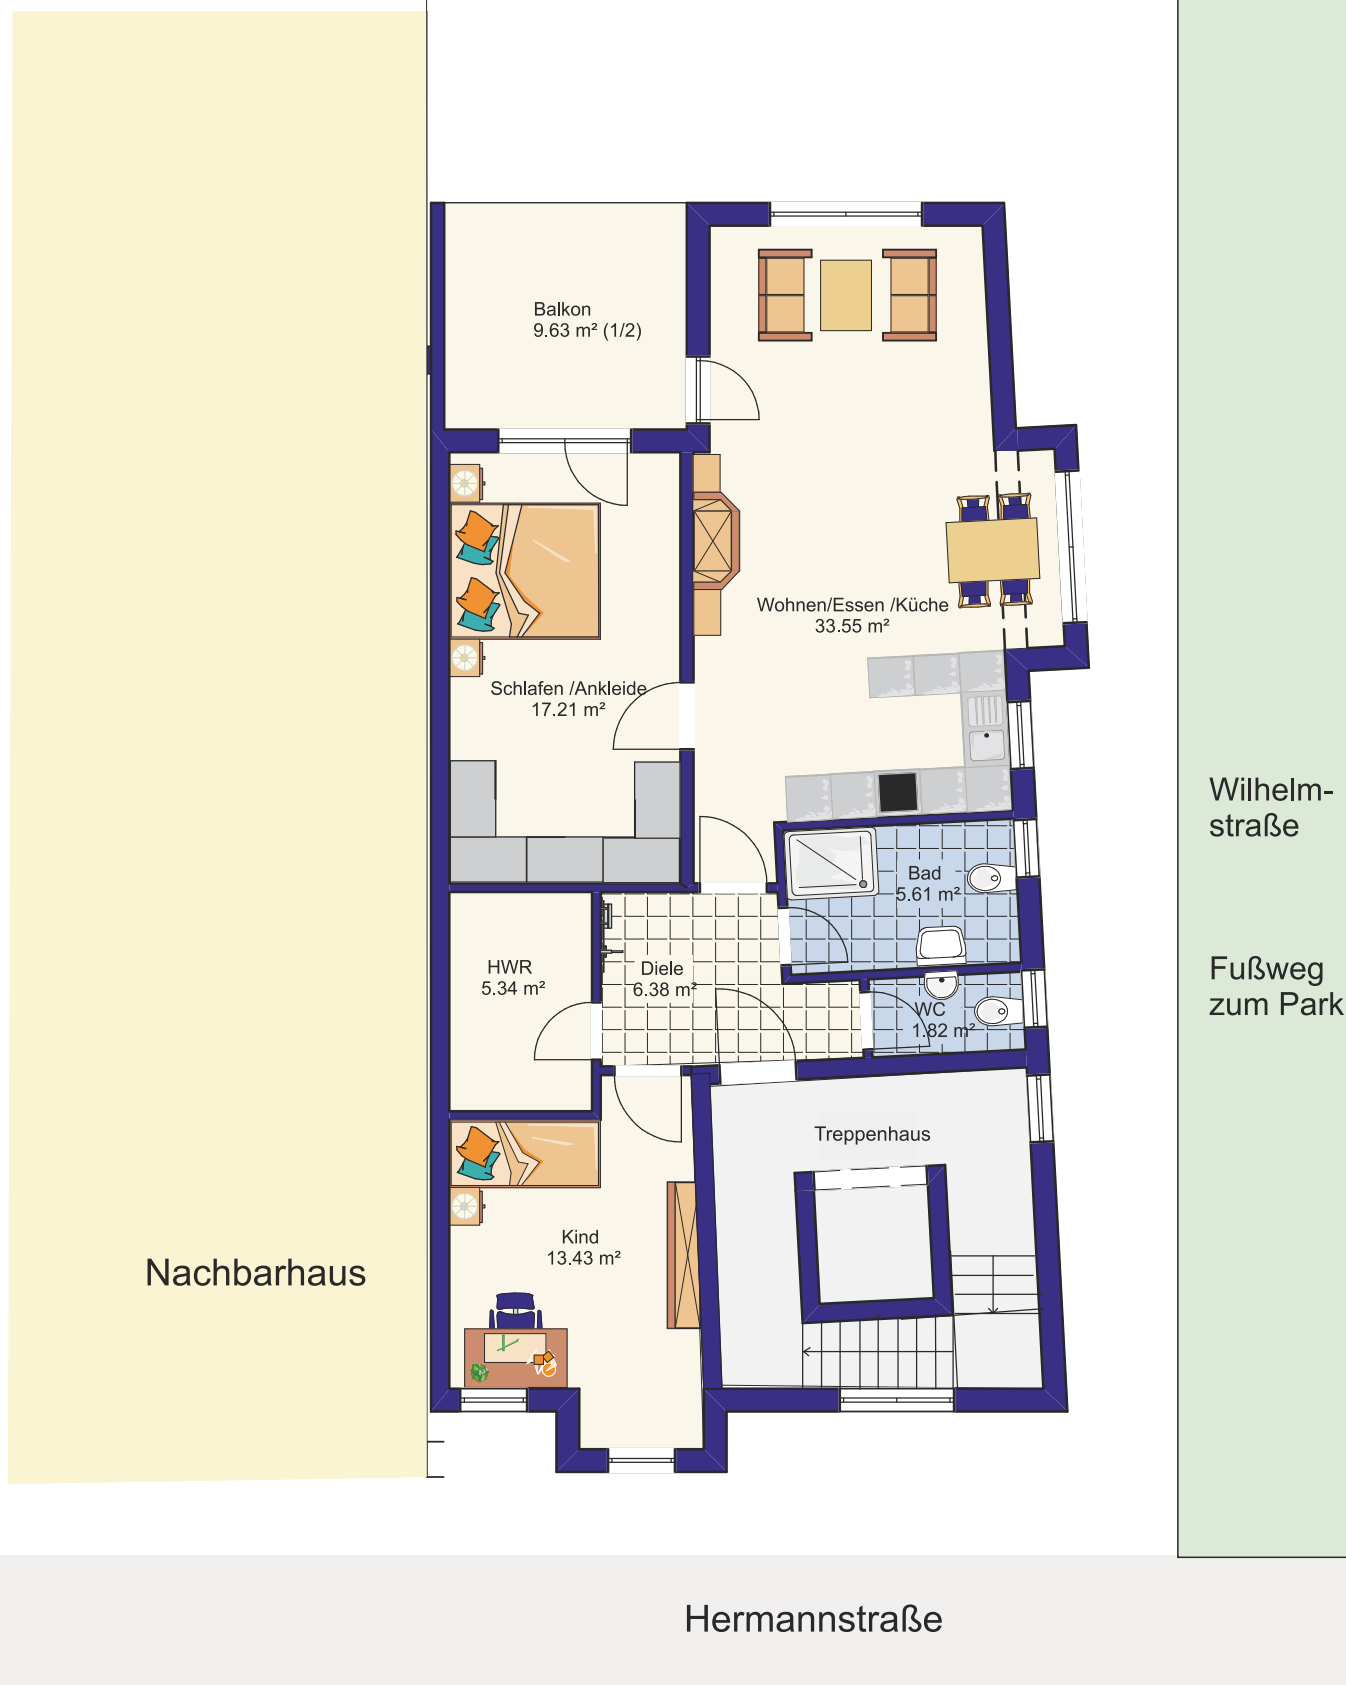 Balkon
9.63 m² (1/2)
Wohnen/Essen /Küche
33.55 m²
Schlafen /Ankleide
17.21 m²
Wilhelm-
straße
Bad
5.61 m²
HWR
5.34 m²
Diele
6.38 m²
Fußweg
zum Park
WC
1.82 m²
Treppenhaus
Kind
13.43 m²
Nachbarhaus
Hermannstraße